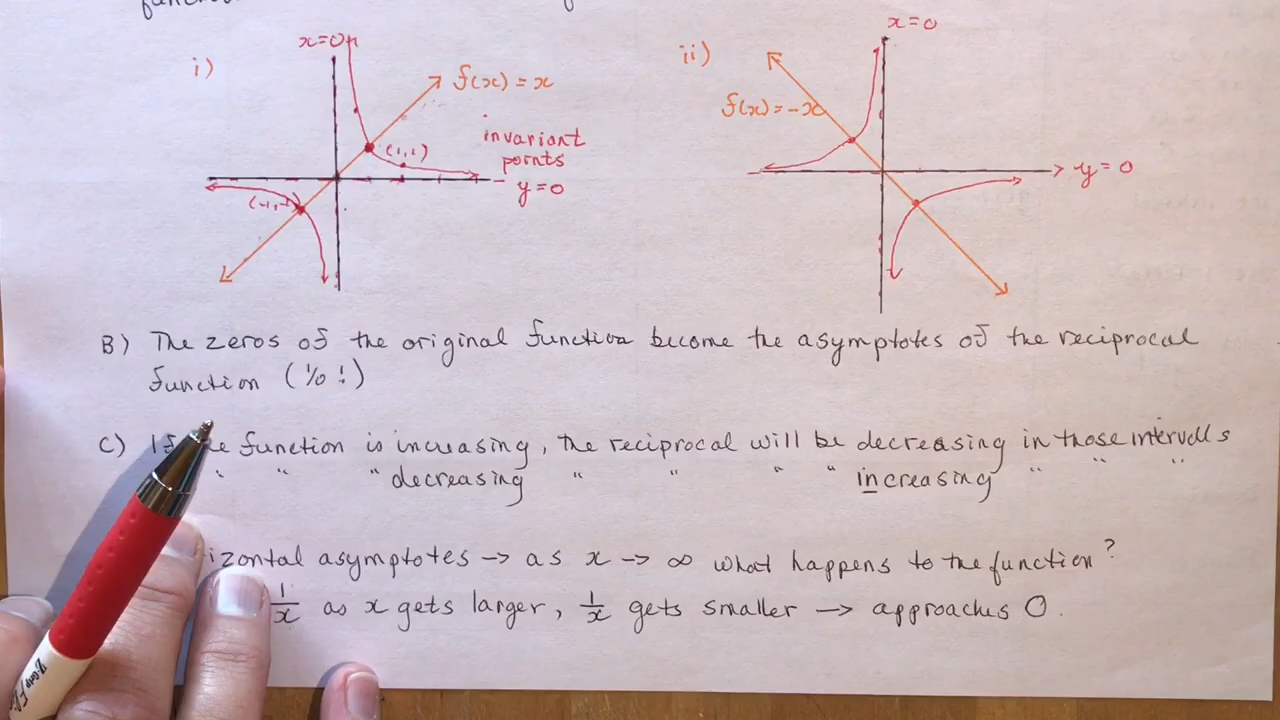 x=0
i)
f(x) = x
(1,1)
invariant
points
y=0
(-1,-1)
x=0
ii)
f(x) = -x
y=0
B) The zeros of the original function become the asymptotes of the reciprocal
function (1/0!)
C) If function is increasing, the reciprocal will be decreasing in those intervals
" " " decreasing " " " " increasing " " "
asymptotes → as x → ∞ what happens to the function?
1/x as x gets larger, 1/x gets smaller → approaches 0.